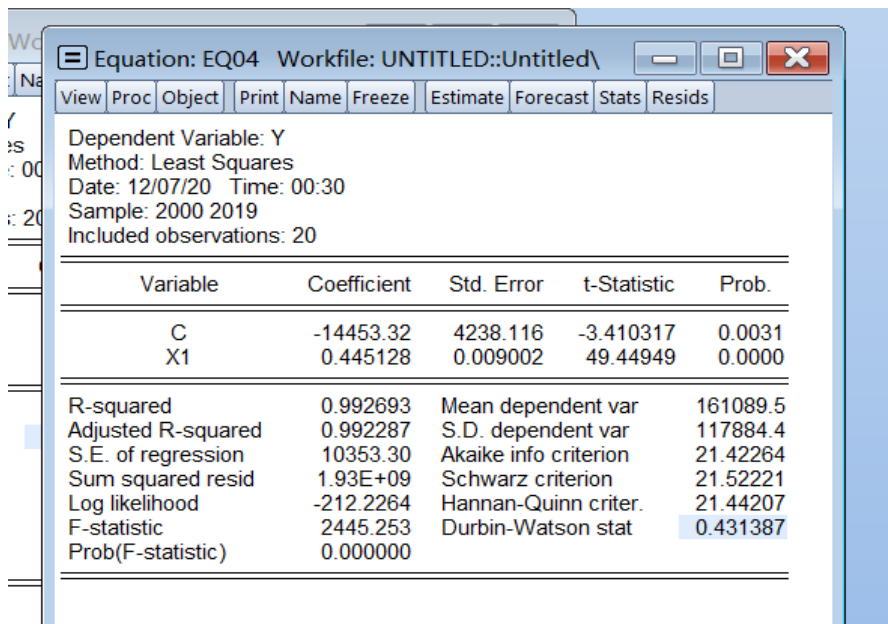 Wo
Equation: EQ04 Workfile: UNTITLED::Untitled\
Na
View Proc Object Print Name Freeze Estimate Forecast Stats Resids
Dependent Variable: Y
Method: Least Squares
Date: 12/07/20 Time: 00:30
Sample: 2000 2019
Included observations: 20
Variable Coefficient Std. Error t-Statistic Prob.
C -14453.32 4238.116 -3.410317 0.0031
X1 0.445128 0.009002 49.44949 0.0000
R-squared 0.992693 Mean dependent var 161089.5
Adjusted R-squared 0.992287 S.D. dependent var 117884.4
S.E. of regression 10353.30 Akaike info criterion 21.42264
Sum squared resid 1.93E+09 Schwarz criterion 21.52221
Log likelihood -212.2264 Hannan-Quinn criter. 21.44207
F-statistic 2445.253 Durbin-Watson stat 0.431387
Prob(F-statistic) 0.000000